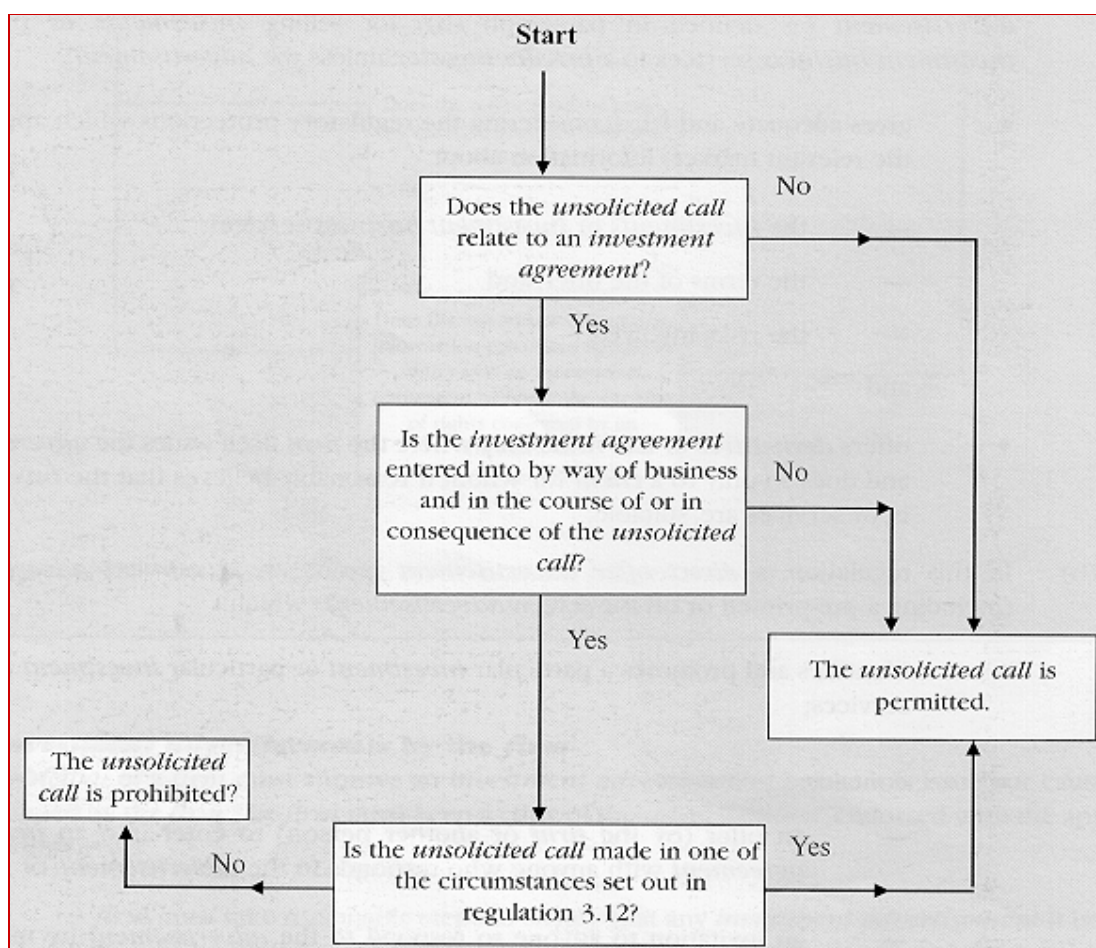 Start
Does the unsolicited call
relate to an investment
agreement?
No
Yes
Is the investment agreement
entered into by way of business
and in the course of or in
consequence of the unsolicited
call?
No
Yes
The unsolicited call is
permitted.
The unsolicited
call is prohibited?
No
Is the unsolicited call made in one of
the circumstances set out in
regulation 3.12?
Yes